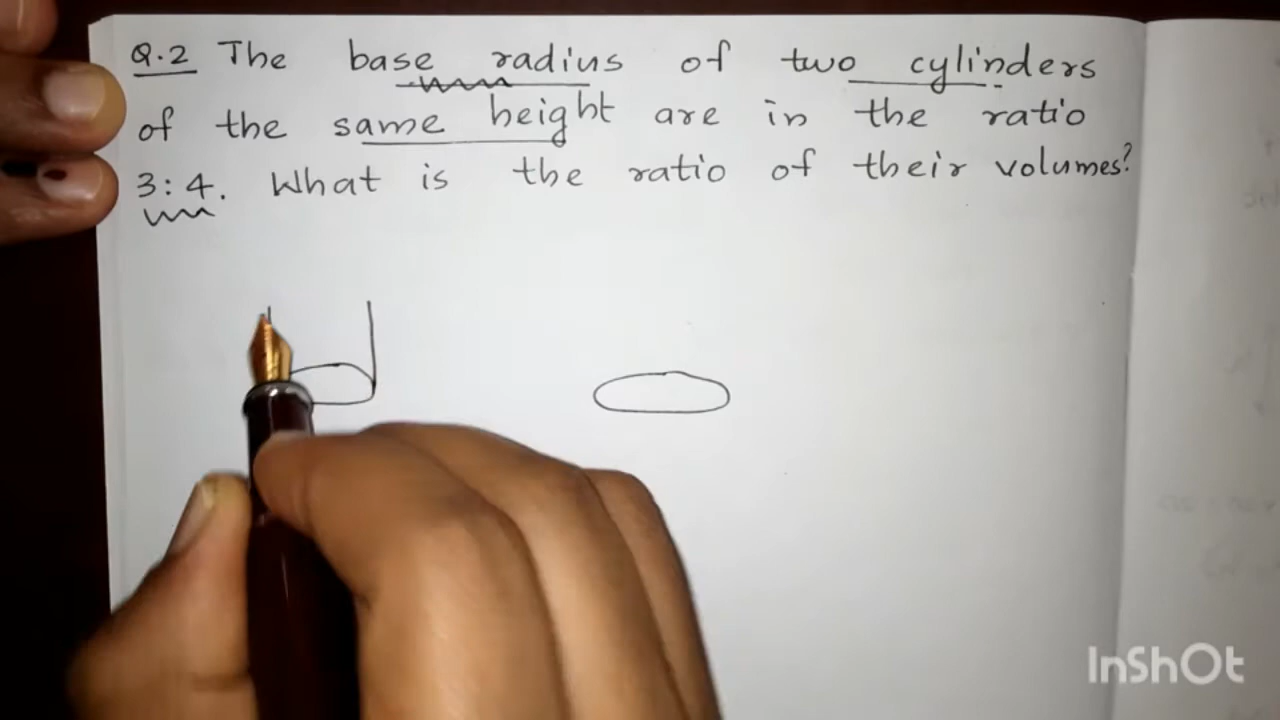 Q.2 The base radius of two cylinders
of the same height are in the ratio
3:4. What is the ratio of their volumes?
InShOt